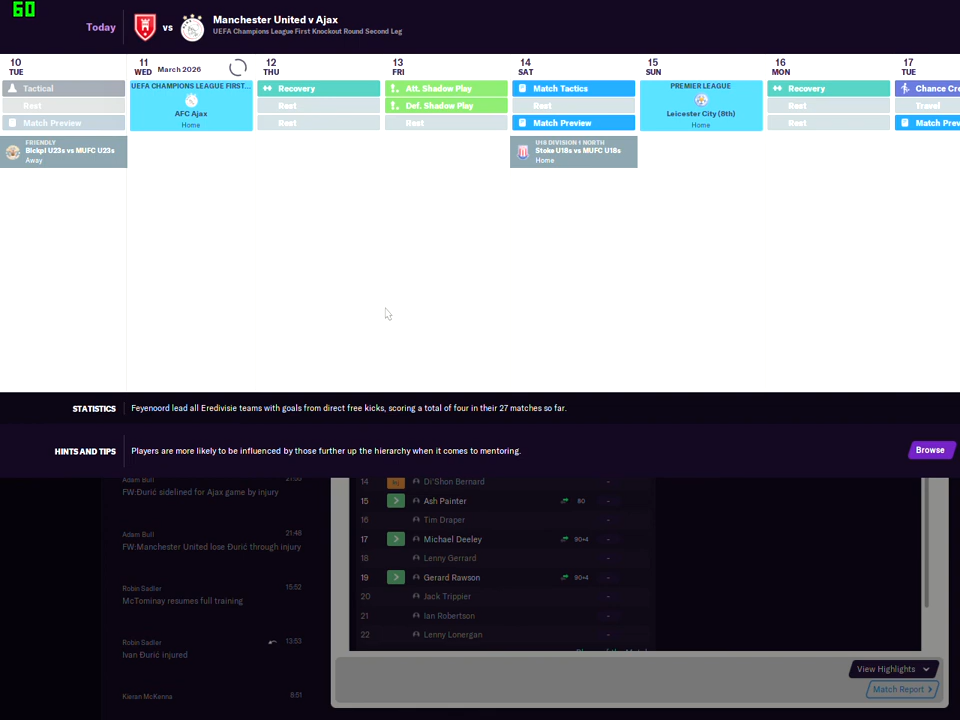 60
Today
vs
Manchester United v Ajax
UEFA Champions League First Knockout Round Second Leg
10
TUE
11
WED
March 2026
12
THU
13
FRI
14
SAT
15
SUN
16
MON
17
TUE
Tactical
Rest
Match Preview
UEFA CHAMPIONS LEAGUE FIRST...
AFC Ajax
Home
Recovery
Rest
Rest
Att. Shadow Play
Def. Shadow Play
Rest
Match Tactics
Rest
Match Preview
PREMIER LEAGUE
Leicester City (8th)
Home
Recovery
Rest
Rest
Chance Cre
Travel
Match Prev
FRIENDLY
Blckpl U23s vs MUFC U23s
Away
U18 DIVISION 1 NORTH
Stoke U18s vs MUFC U18s
Home
STATISTICS
Feyenoord lead all Eredivisie teams with goals from direct free kicks, scoring a total of four in their 27 matches so far.
HINTS AND TIPS
Players are more likely to be influenced by those further up the hierarchy when it comes to mentoring.
Browse
Adam Bull
FW:Đurić sidelined for Ajax game by injury
Adam Bull 21:48
FW:Manchester United lose Đurić through injury
Robin Sadler 15:52
McTominay resumes full training
Robin Sadler 13:53
Ivan Đurić injured
Kieran McKenna 8:51
14 Inj Di'Shon Bernard -
15 Ash Painter 80 -
16 Tim Draper -
17 Michael Deeley 90+4 -
18 Lenny Gerrard -
19 Gerard Rawson 90+4 -
20 Jack Trippier -
21 Ian Robertson -
22 Lenny Lonergan -
View Highlights
Match Report